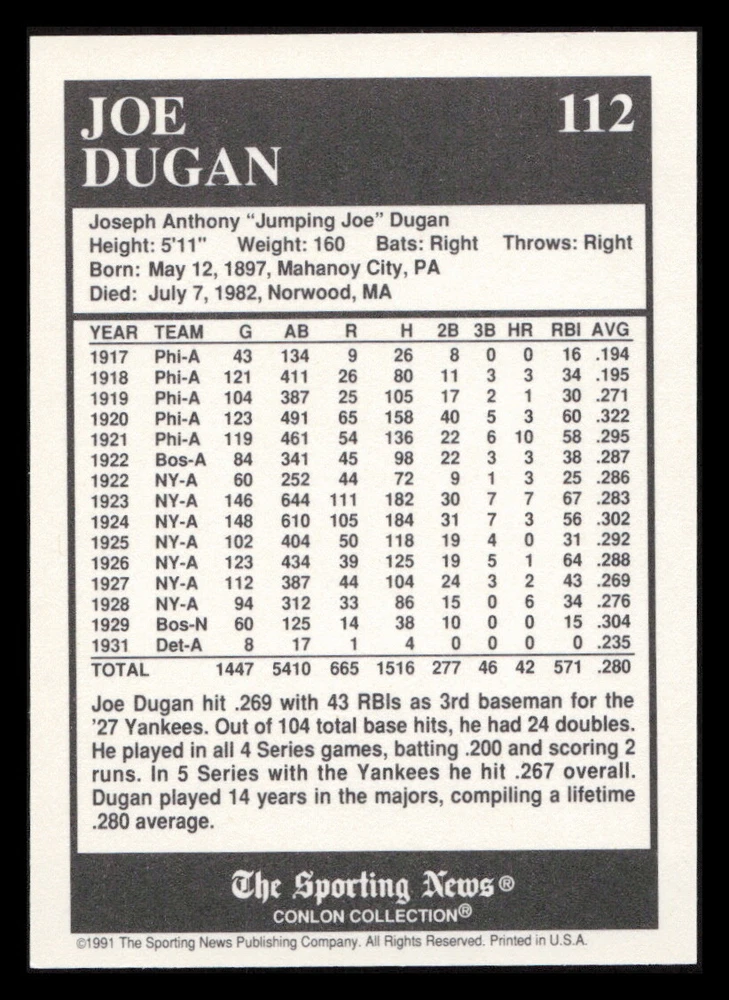 JOE 112
DUGAN
Joseph Anthony “Jumping Joe” Dugan
Height: 5'11" Weight: 160 Bats: Right Throws: Right
Born: May 12, 1897, Mahanoy City, PA
Died: July 7, 1982, Norwood, MA
YEAR TEAM G AB R H 2B 3B HR RBI AVG
1917 Phi-A 43 134 9 26 8 0 0 16 .194
1918 Phi-A 121 411 26 80 11 3 3 34 .195
1919 Phi-A 104 387 25 105 17 2 1 30 .271
1920 Phi-A 123 491 65 158 40 5 3 60 .322
1921 Phi-A 119 461 54 136 22 6 10 58 .295
1922 Bos-A 84 341 45 98 22 3 3 38 .287
1922 NY-A 60 252 44 72 9 1 3 25 .286
1923 NY-A 146 644 111 182 30 7 7 67 .283
1924 NY-A 148 610 105 184 31 7 3 56 .302
1925 NY-A 102 404 50 118 19 4 0 31 .292
1926 NY-A 123 434 39 125 19 5 1 64 .288
1927 NY-A 112 387 44 104 24 3 2 43 .269
1928 NY-A 94 312 33 86 15 0 6 34 .276
1929 Bos-N 60 125 14 38 10 0 0 15 .304
1931 Det-A 8 17 1 4 0 0 0 0 .235
TOTAL 1447 5410 665 1516 277 46 42 571 .280
Joe Dugan hit .269 with 43 RBIs as 3rd baseman for the
’27 Yankees. Out of 104 total base hits, he had 24 doubles.
He played in all 4 Series games, batting .200 and scoring 2
runs. In 5 Series with the Yankees he hit .267 overall.
Dugan played 14 years in the majors, compiling a lifetime
.280 average.
The Sporting News®
CONLON COLLECTION®
©1991 The Sporting News Publishing Company. All Rights Reserved. Printed in U.S.A.